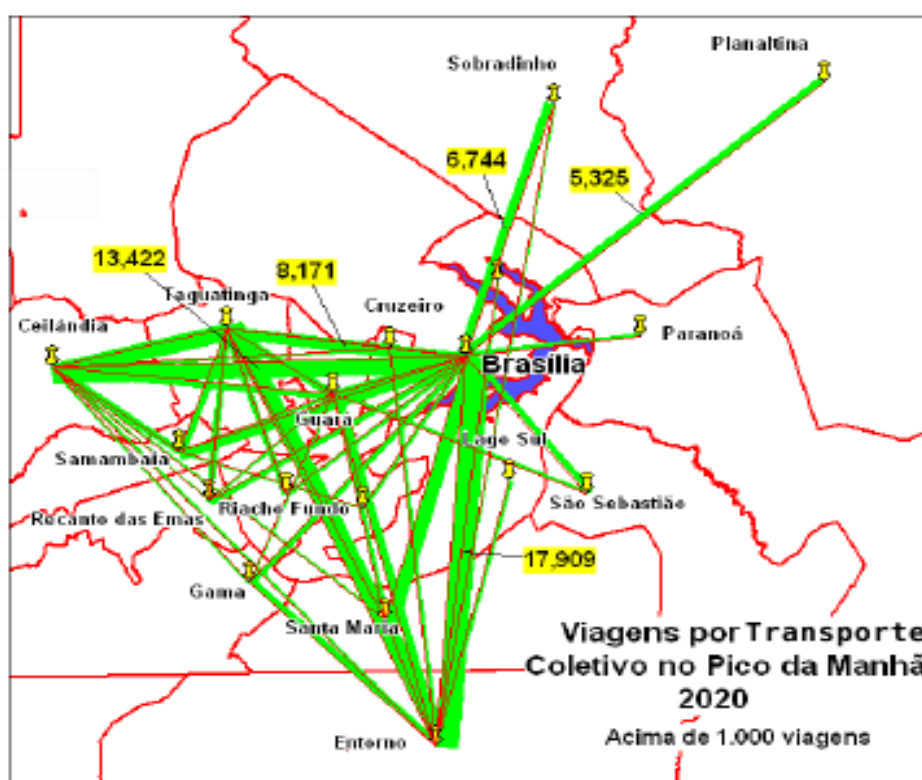 Planaltina
Sobradinho
6,744
5,325
13,422
8,171
Taguatinga
Cruzeiro
Ceilândia
Paranoá
Brasília
Guará
Lago Sul
Samambaia
São Sebastião
Recanto das Emas
Riacho Fundo
17,909
Gama
Santa Maria
Viagens por Transporte
Coletivo no Pico da Manhã
2020
Entorno
Acima de 1.000 viagens